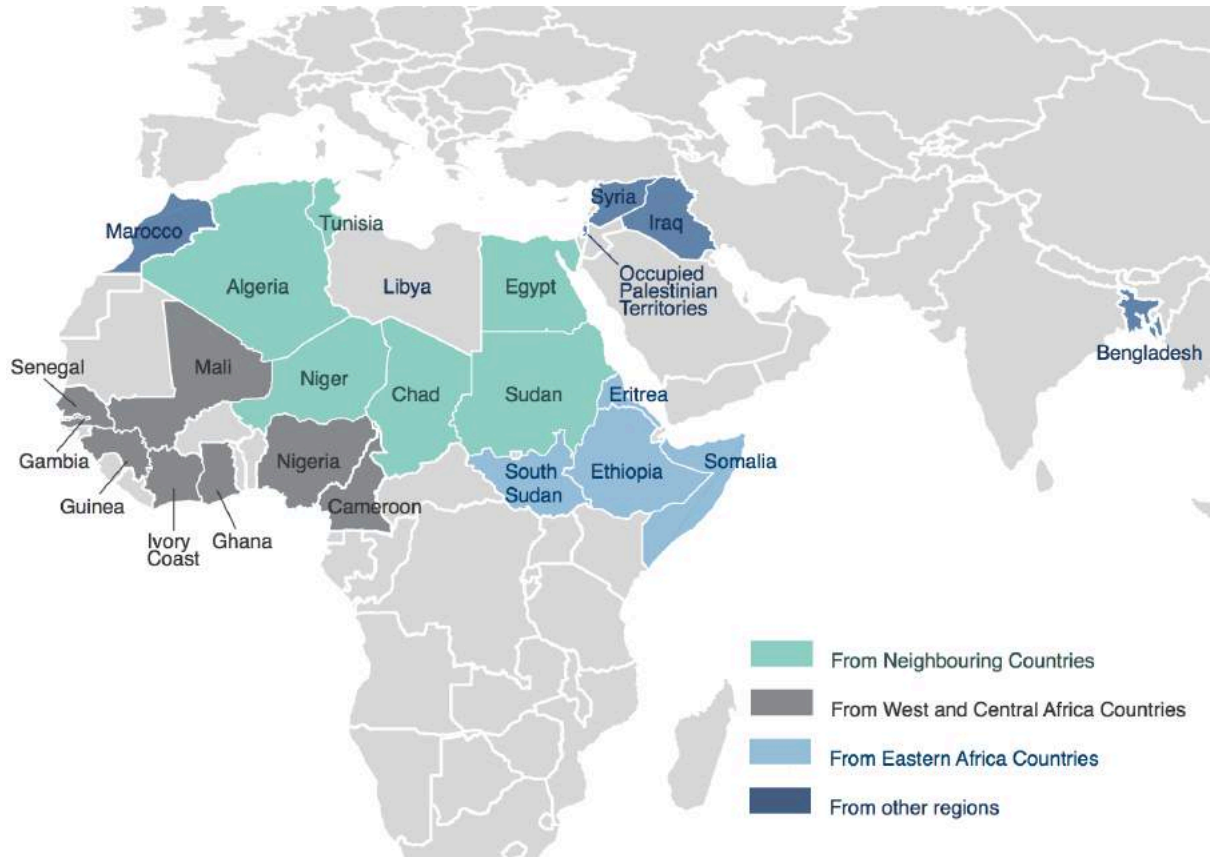 Marocco
Tunisia
Algeria
Libya
Egypt
Syria
Iraq
Occupied
Palestinian
Territories
Bengladesh
Senegal
Mali
Niger
Chad
Sudan
Eritrea
Gambia
Nigeria
South
Sudan
Ethiopia
Somalia
Guinea
Cameroon
Ivory
Coast
Ghana
From Neighbouring Countries
From West and Central Africa Countries
From Eastern Africa Countries
From other regions